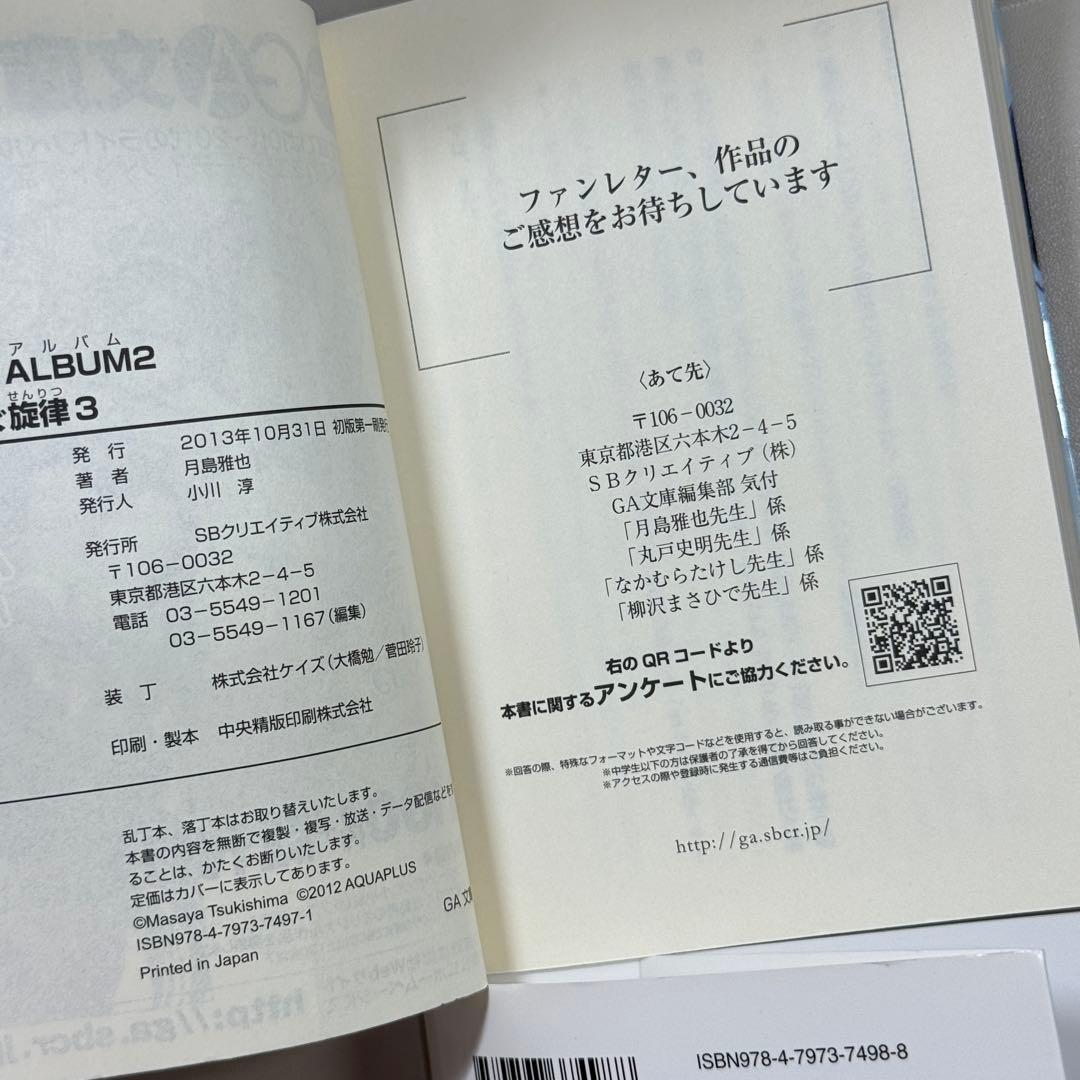 アルバム
ALBUM2
せんりつ
旋律3
発行 2013年10月31日 初版第一刷発行
著者 月島雅也
発行人 小川 淳
発行所 SBクリエイティブ株式会社
〒106-0032
東京都港区六本木2-4-5
電話 03-5549-1201
03-5549-1167(編集)
装丁 株式会社ケイズ(大橋勉/菅田玲子)
印刷・製本 中央精版印刷株式会社
乱丁本、落丁本はお取り替えいたします。
本書の内容を無断で複製・複写・放送・データ配信などを
ることは、かたくお断りいたします。
定価はカバーに表示してあります。
©Masaya Tsukishima ©2012 AQUAPLUS
ISBN978-4-7973-7497-1
Printed in Japan
GA文
ファンレター、作品の
ご感想をお待ちしています
〈あて先〉
〒106-0032
東京都港区六本木2-4-5
SBクリエイティブ(株)
GA文庫編集部 気付
「月島雅也先生」係
「丸戸史明先生」係
「なかむらたけし先生」係
「柳沢まさひで先生」係
右のQRコードより
本書に関するアンケートにご協力ください。
※回答の際、特殊なフォーマットや文字コードなどを使用すると、読み取る事ができない場合がございます。
※中学生以下の方は保護者の了承を得てから回答してください。
※アクセスの際や登録時に発生する通信費等はご負担ください。
http://ga.sbcr.jp/
ISBN978-4-7973-7498-8